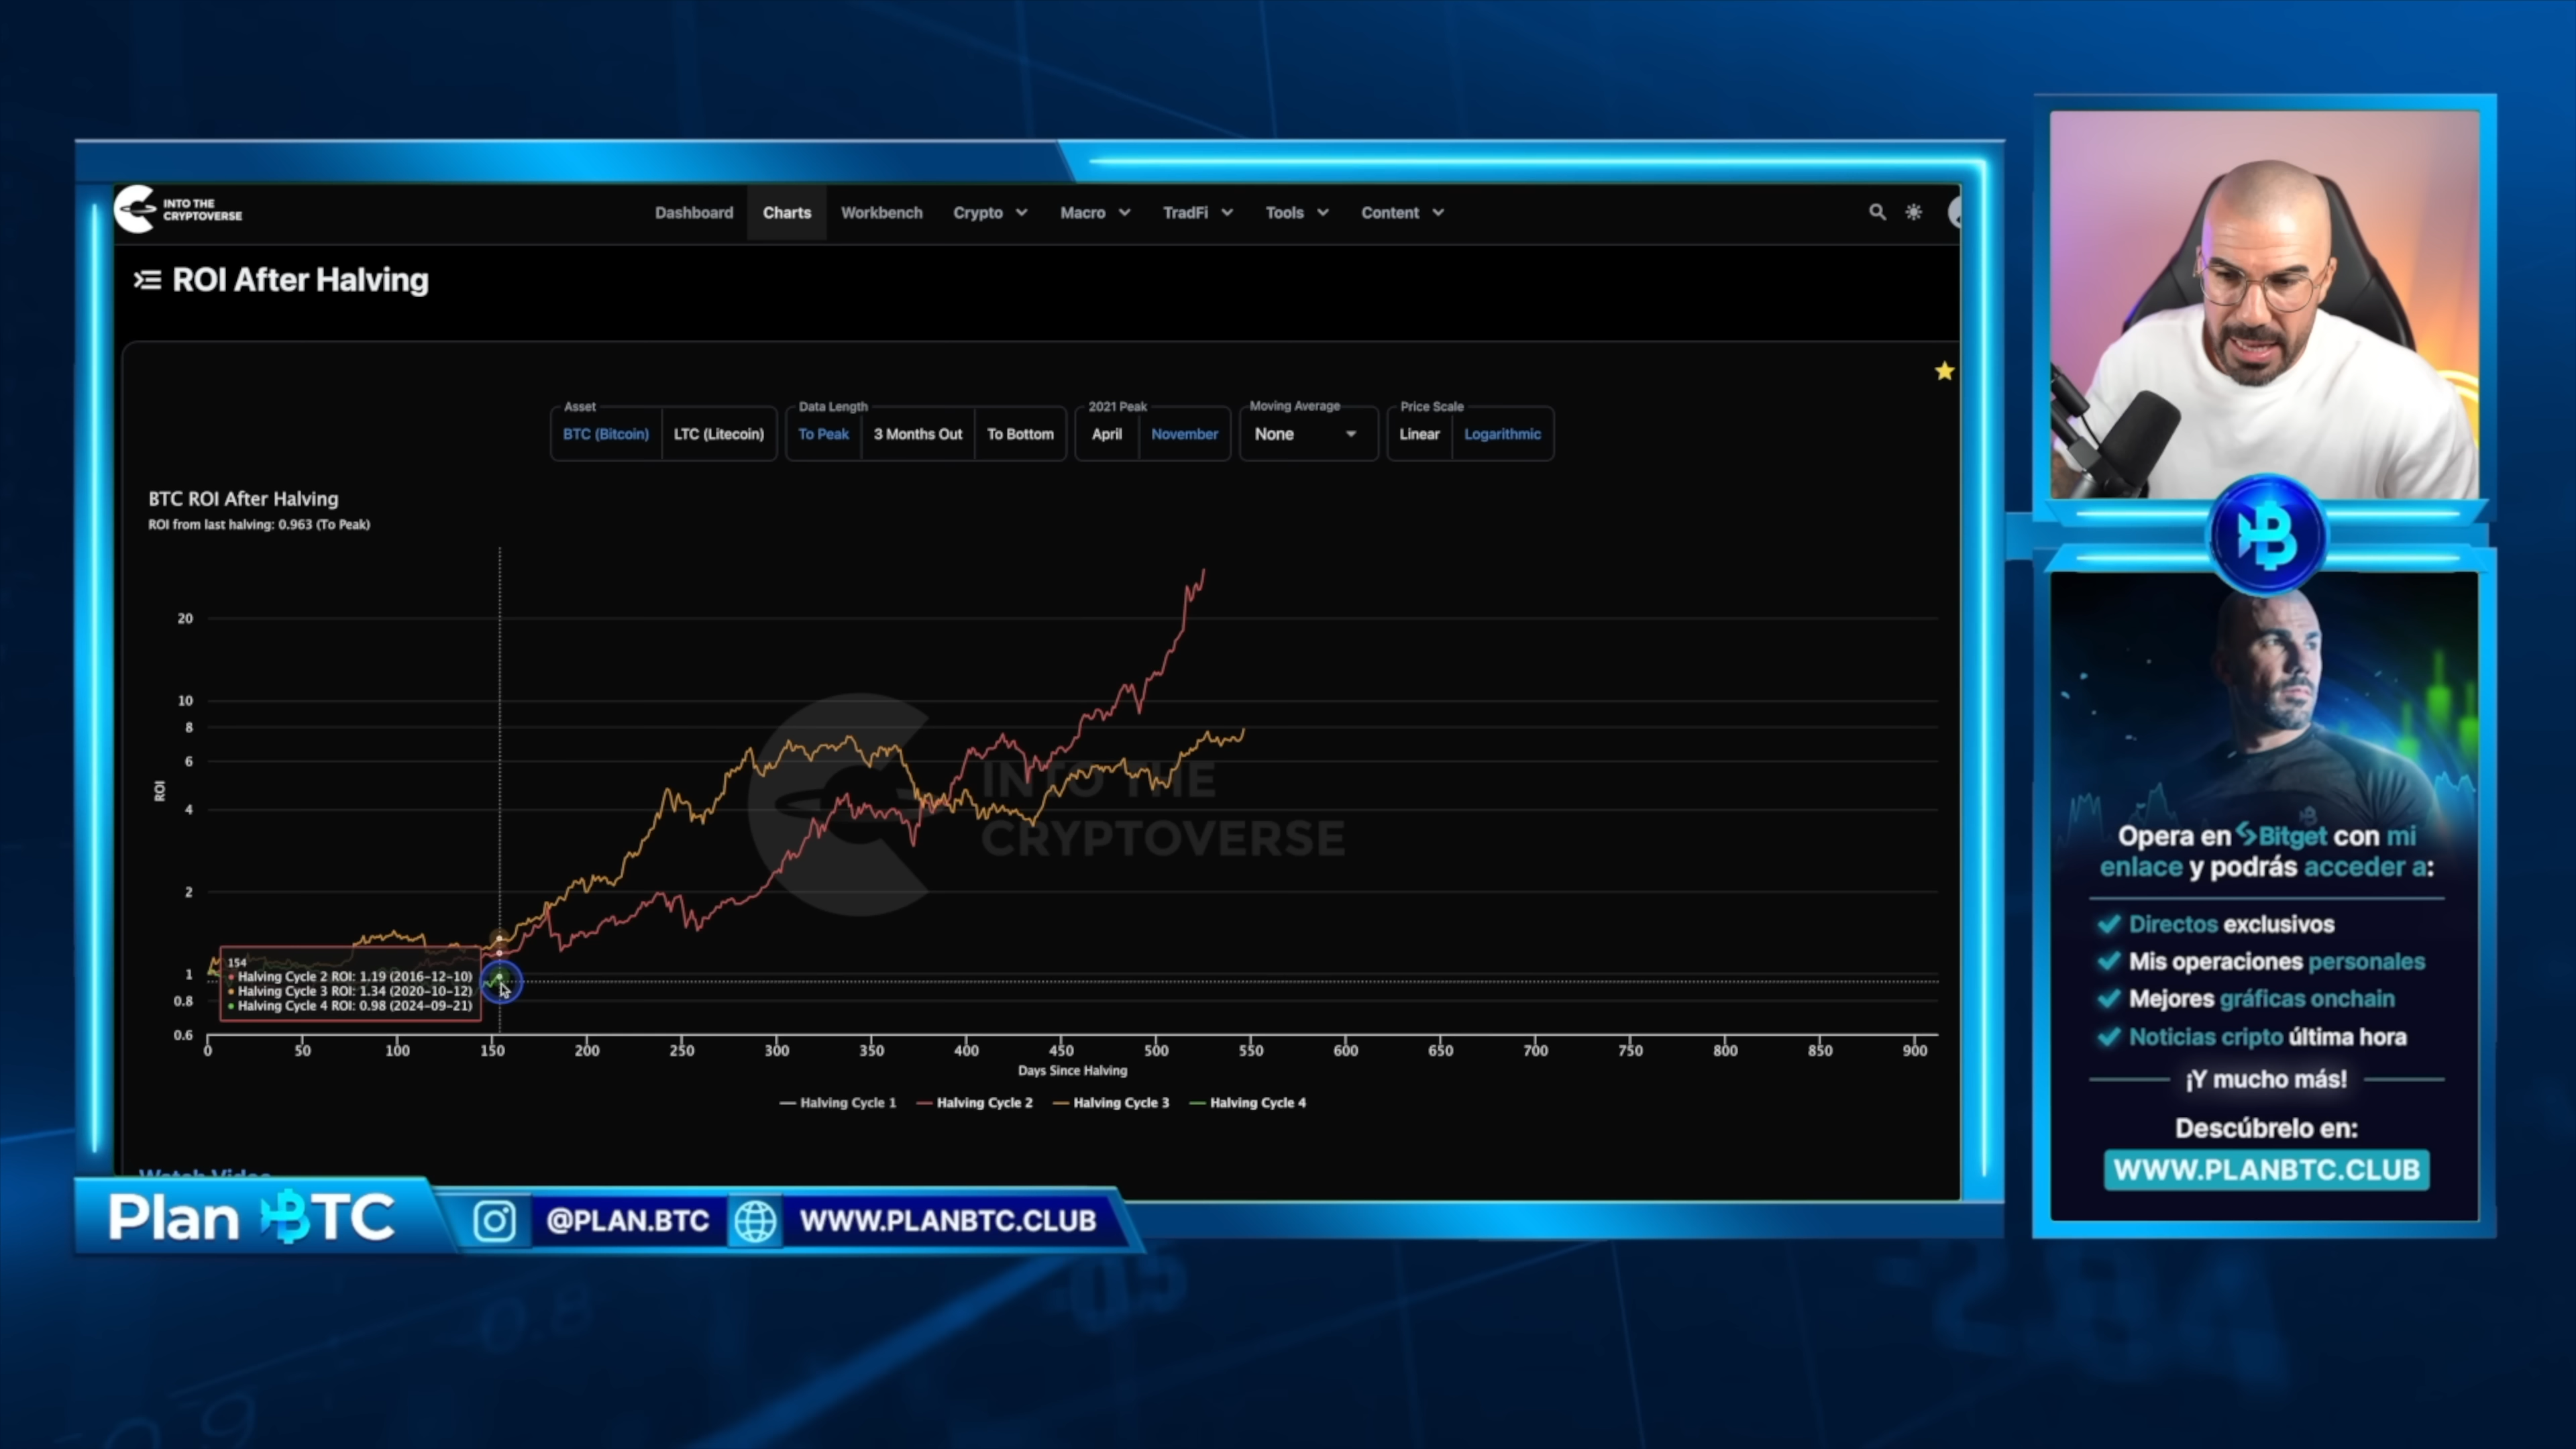 INTO THE
CRYPTOVERSE
Dashboard
Charts
Workbench
Crypto
Macro
TradFi
Tools
Content
ROI After Halving
Asset
BTC (Bitcoin)
LTC (Litecoin)
Data Length
To Peak
3 Months Out
To Bottom
2021 Peak
April
November
Moving Average
None
Price Scale
Linear
Logarithmic
BTC ROI After Halving
ROI from last halving: 0.963 (To Peak)
20
10
8
6
4
2
1
0.8
0.6
ROI
INTO THE
CRYPTOVERSE
154
Halving Cycle 2 ROI: 1.19 (2016-12-10)
Halving Cycle 3 ROI: 1.34 (2020-10-12)
Halving Cycle 4 ROI: 0.98 (2024-09-21)
0 50 100 150 200 250 300 350 400 450 500 550 600 650 700 750 800 850 900
Days Since Halving
Halving Cycle 1
Halving Cycle 2
Halving Cycle 3
Halving Cycle 4
Watch Video
Plan BTC
@PLAN.BTC
WWW.PLANBTC.CLUB
Opera en Bitget con mi
enlace y podrás acceder a:
Directos exclusivos
Mis operaciones personales
Mejores gráficas onchain
Noticias cripto última hora
¡Y mucho más!
Descúbrelo en:
WWW.PLANBTC.CLUB
0.8